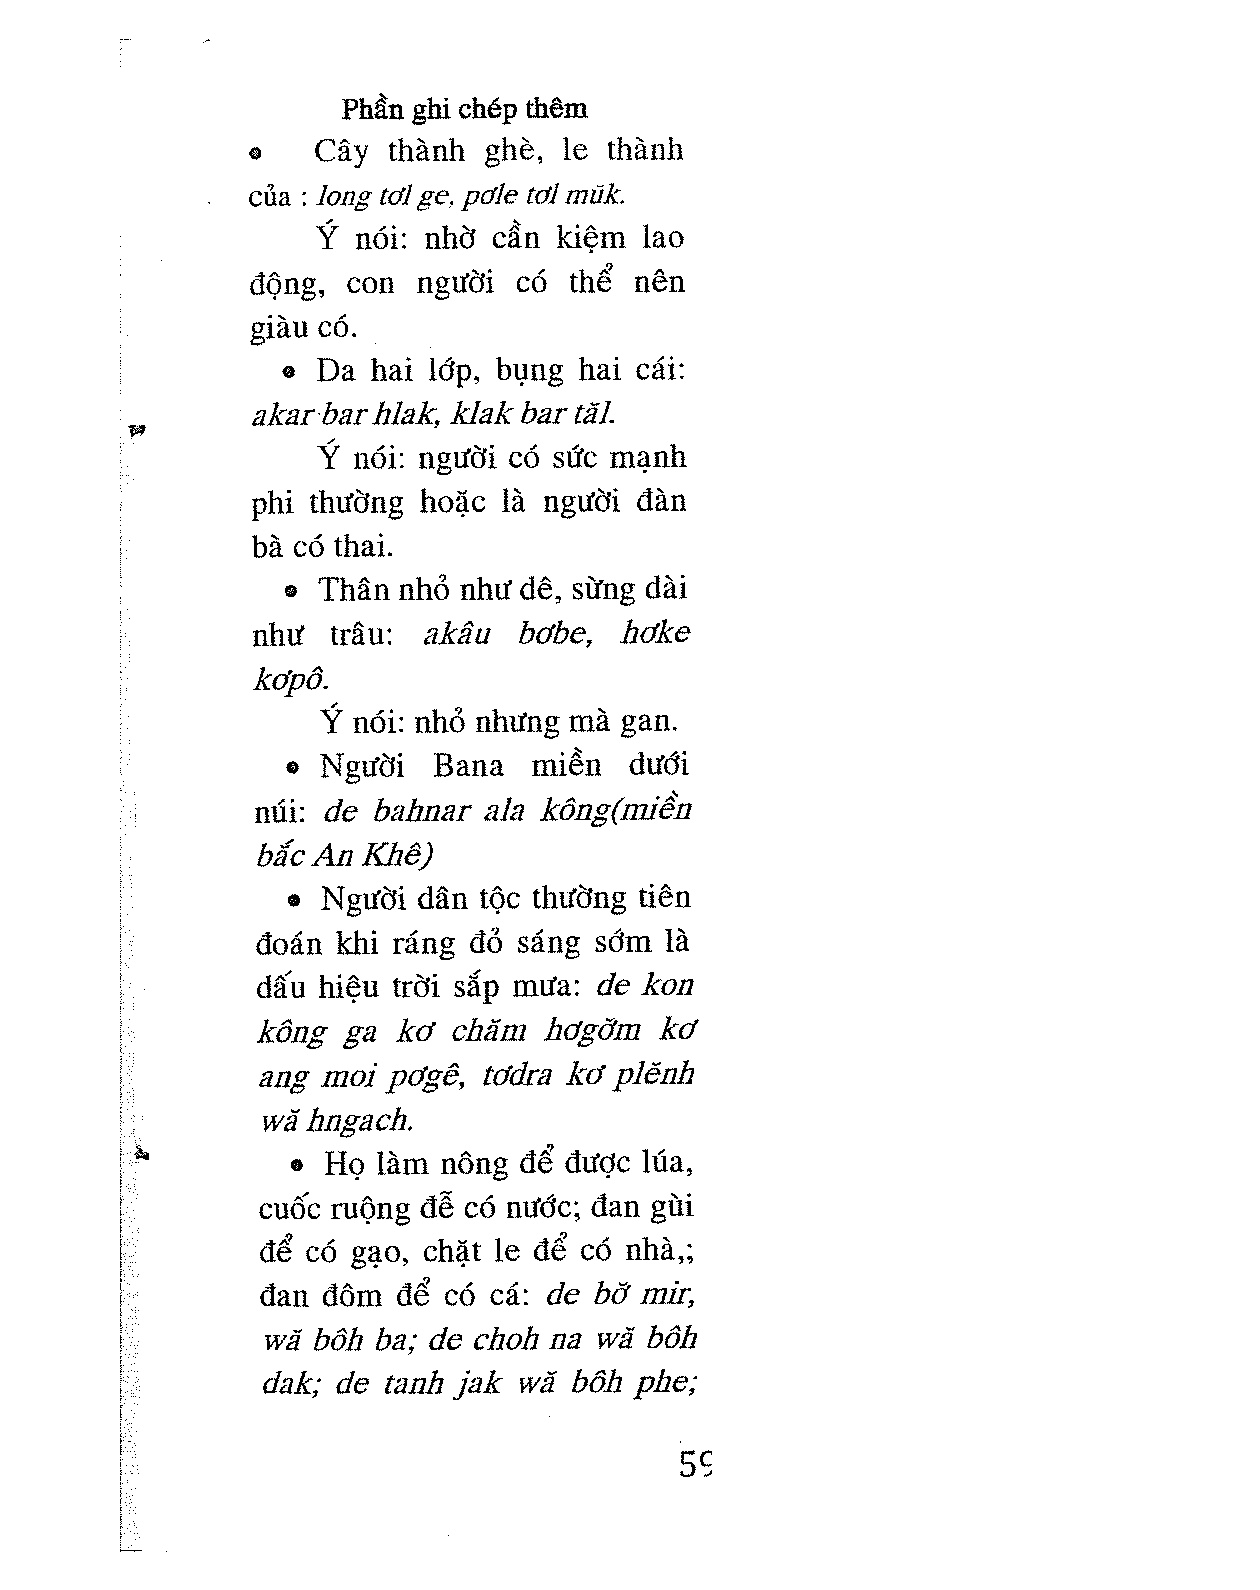 Phần ghi chép thêm
• Cây thành ghè, le thành
của : long tơl ge, pơle tơl mŭk.
Ý nói: nhờ cần kiệm lao
động, con người có thể nên
giàu có.
• Da hai lớp, bụng hai cái:
akar bar hlak, klak bar tăl.
Ý nói: người có sức mạnh
phi thường hoặc là người đàn
bà có thai.
• Thân nhỏ như dê, sừng dài
như trâu: akâu bơbe, hơke
kơpô.
Ý nói: nhỏ nhưng mà gan.
• Người Bana miền dưới
núi: de bahnar ala kông(miền
bắc An Khê)
• Người dân tộc thường tiên
đoán khi ráng đỏ sáng sớm là
dấu hiệu trời sắp mưa: de kon
kông ga kơ chăm hơgơ̆m kơ
ang moi pơgê, tơdra kơ plĕnh
wă hngach.
• Họ làm nông để được lúa,
cuốc ruộng đễ có nước; đan gùi
để có gạo, chặt le để có nhà,;
đan đôm để có cá: de bơ̆ mir,
wă bôh ba; de choh na wă bôh
dak; de tanh jak wă bôh phe;
59